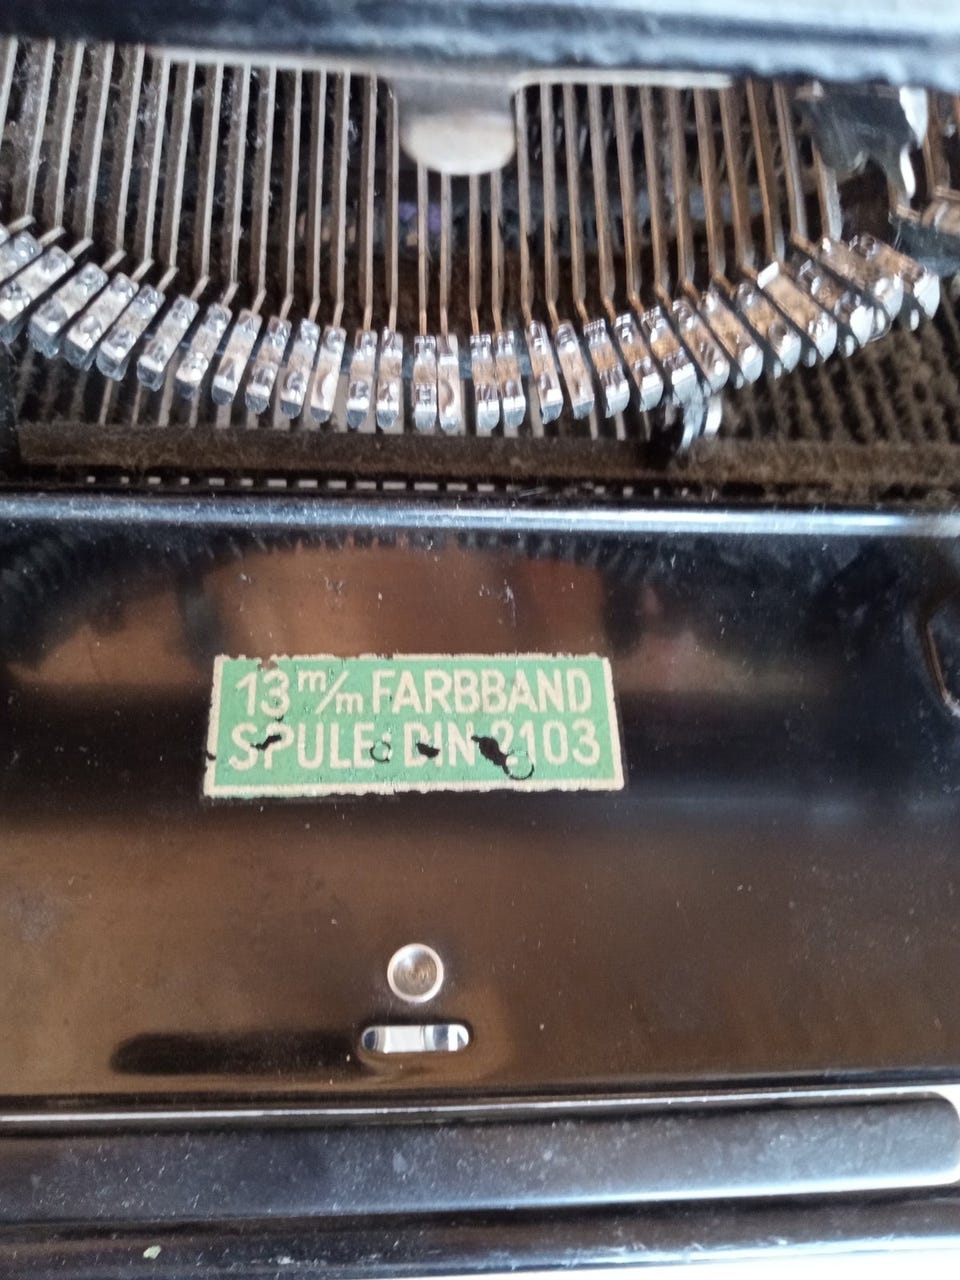 13 m/m FARBBAND
SPULE: DIN 2103